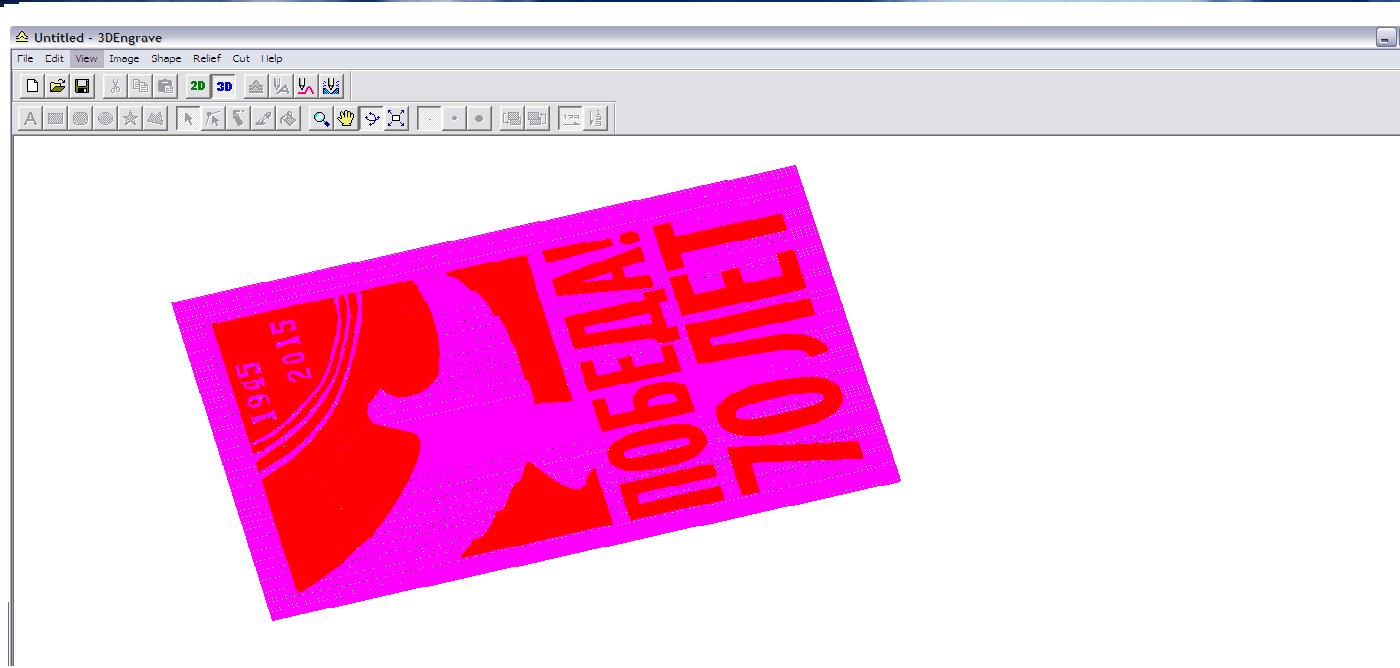 Untitled - 3DEngrave
File Edit View Image Shape Relief Cut Help
2D 3D
A
1945
2015
ПОБЕДА!
70 ЛЕТ